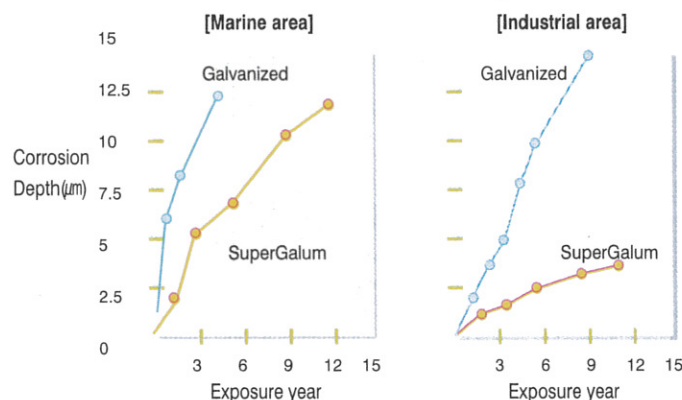 [Marine area]
[Industrial area]
15
12.5
10
7.5
5
2.5
0
Corrosion
Depth(μm)
Galvanized
SuperGalum
3 6 9 12 15
Exposure year
Galvanized
SuperGalum
3 6 9 12 15
Exposure year